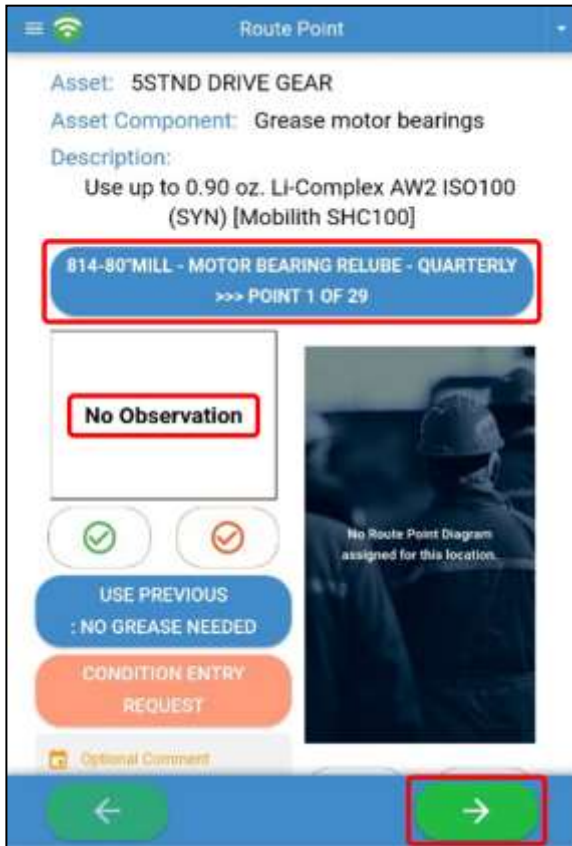 Route Point
Asset: 5STND DRIVE GEAR
Asset Component: Grease motor bearings
Description:
Use up to 0.90 oz. Li-Complex AW2 ISO100
(SYN) [Mobilith SHC100]
814-80"MILL - MOTOR BEARING RELUBE - QUARTERLY
>>> POINT 1 OF 29
No Observation
No Route Point Diagram
assigned for this location.
USE PREVIOUS
: NO GREASE NEEDED
CONDITION ENTRY
REQUEST
Optional Comment